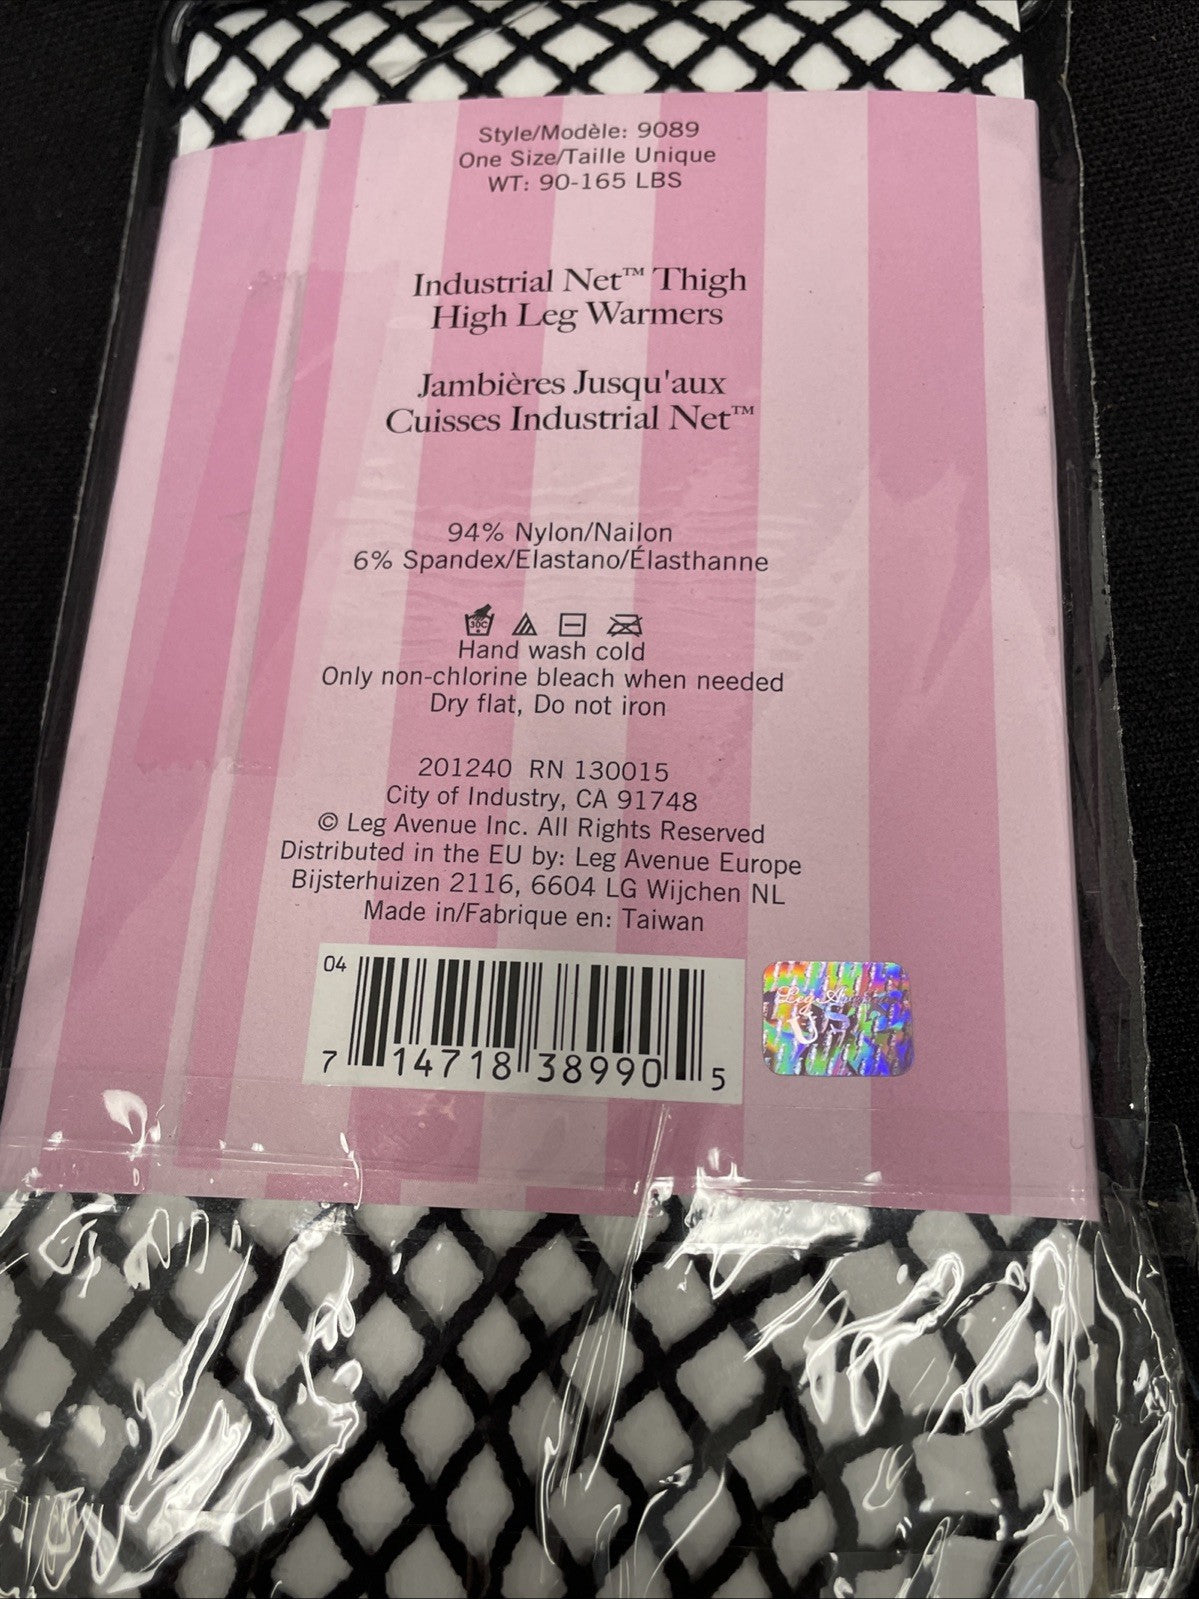 Style/Modèle: 9089
One Size/Taille Unique
WT: 90-165 LBS
Industrial Net™ Thigh
High Leg Warmers
Jambières Jusqu'aux
Cuisses Industrial Net™
94% Nylon/Nailon
6% Spandex/Elastano/Élasthanne
30C
Hand wash cold
Only non-chlorine bleach when needed
Dry flat, Do not iron
201240 RN 130015
City of Industry, CA 91748
© Leg Avenue Inc. All Rights Reserved
Distributed in the EU by: Leg Avenue Europe
Bijsterhuizen 2116, 6604 LG Wijchen NL
Made in/Fabrique en: Taiwan
04
7 14718 38990 5
Leg Avenue